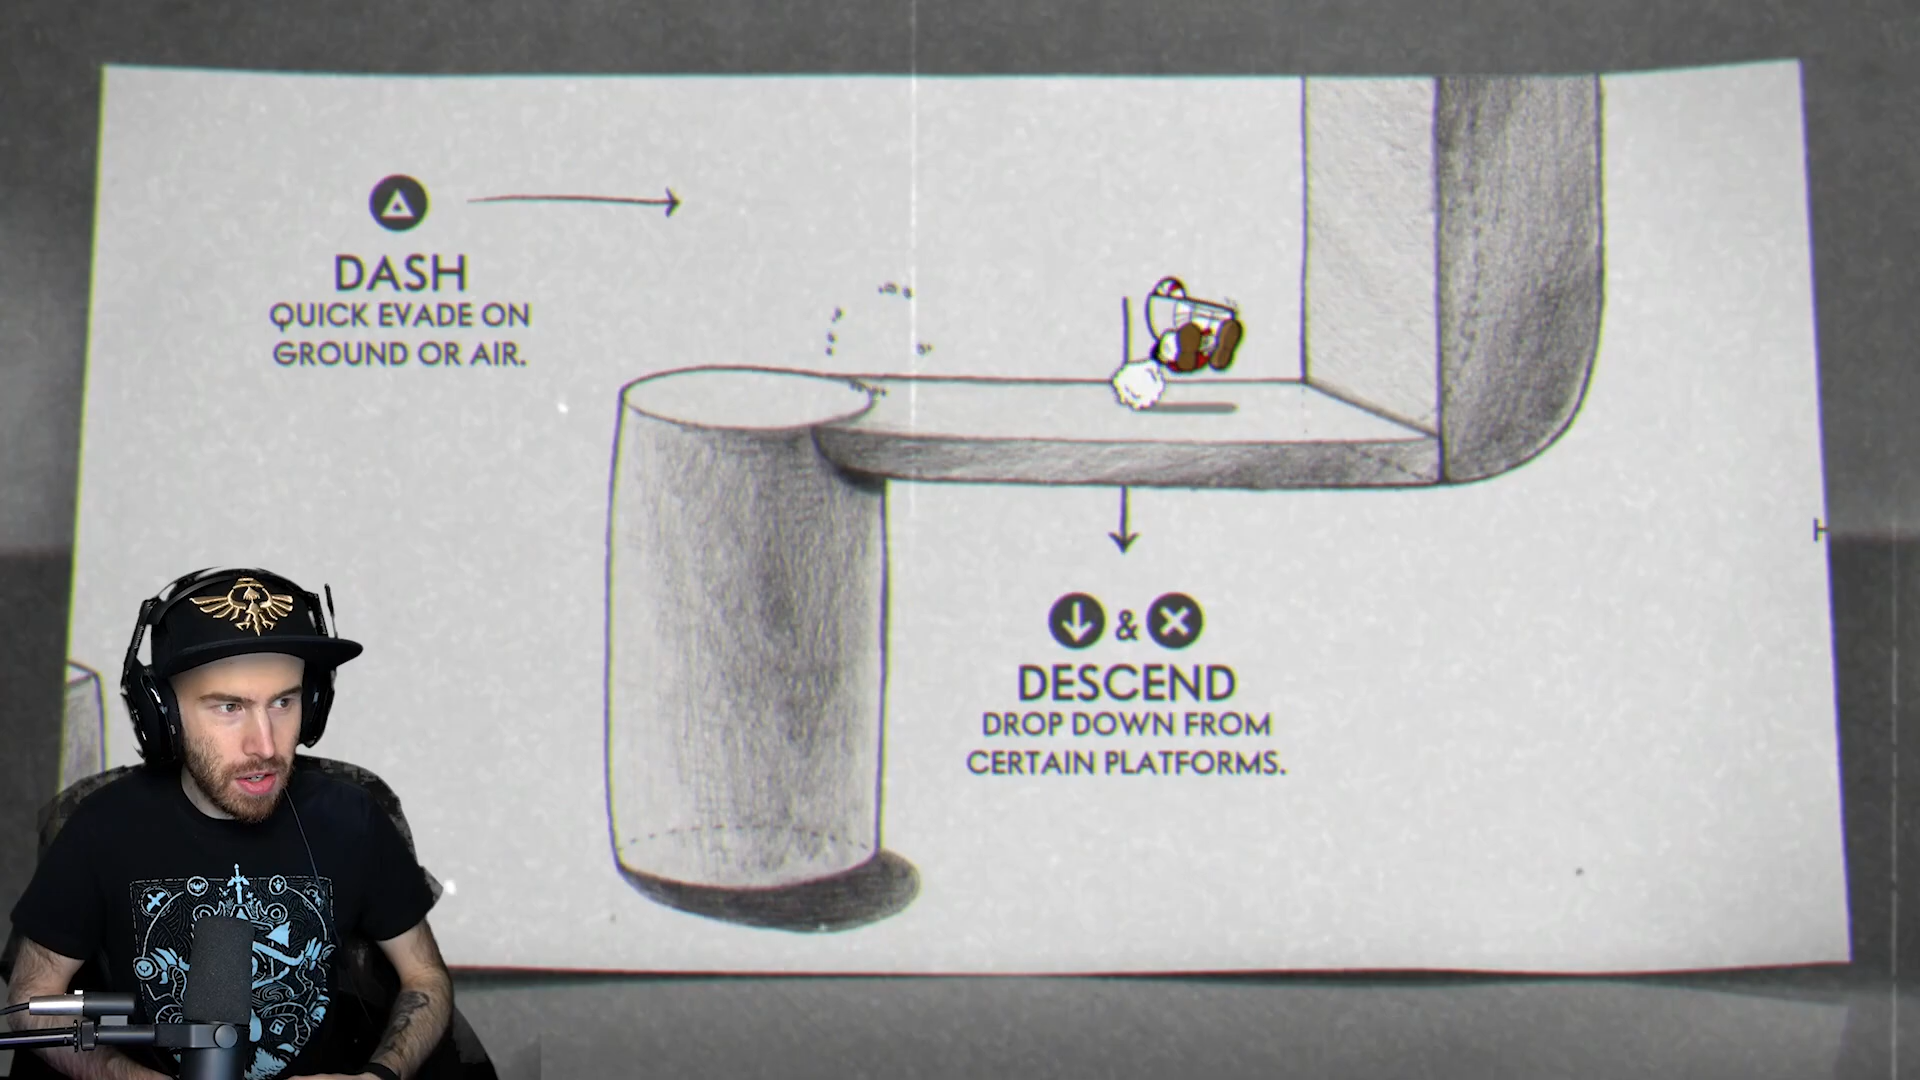 DASH
QUICK EVADE ON
GROUND OR AIR.
&
DESCEND
DROP DOWN FROM
CERTAIN PLATFORMS.